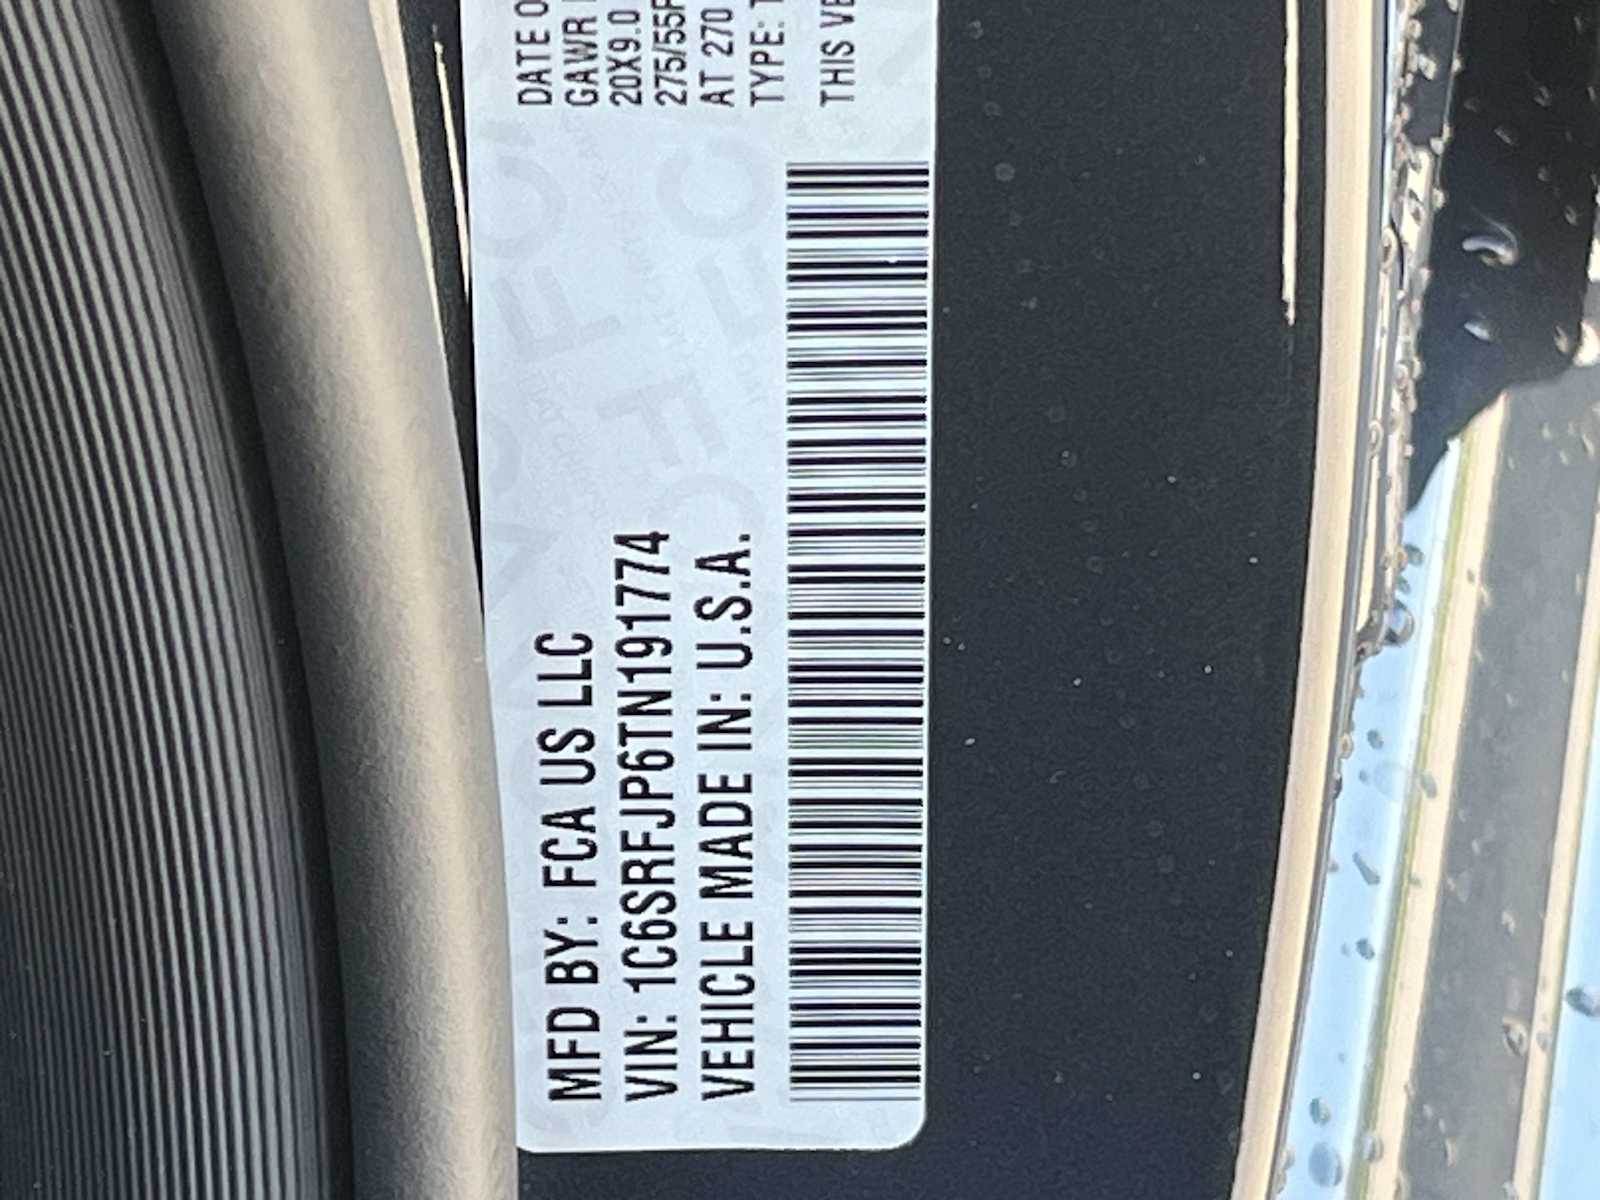 MFD BY: FCA US LLC
VIN: 1C6SRFJP6TN191774
VEHICLE MADE IN: U.S.A.
DATE O
GAWR
20X9.0
275/55R
AT 270
TYPE: T
THIS VE